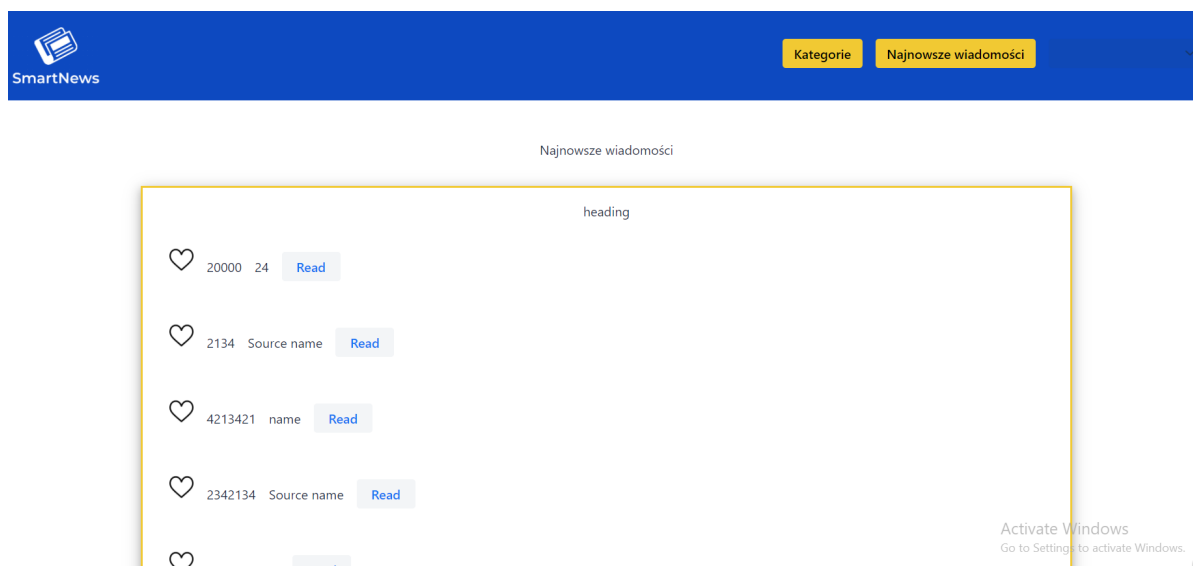 SmartNews
Kategorie Najnowsze wiadomości
Najnowsze wiadomości
heading
20000 24 Read
2134 Source name Read
4213421 name Read
2342134 Source name Read
Activate Windows
Go to Settings to activate Windows.